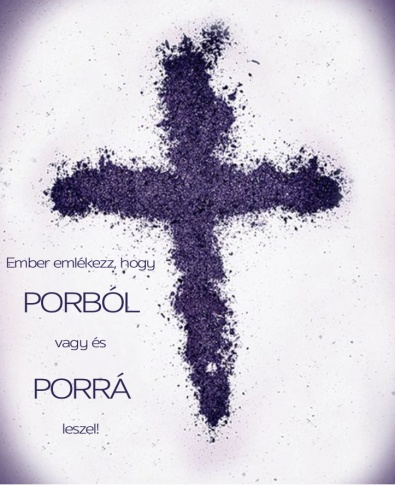 Ember emlékezz, hogy
PORBÓL
vagy és
PORRÁ
leszel!